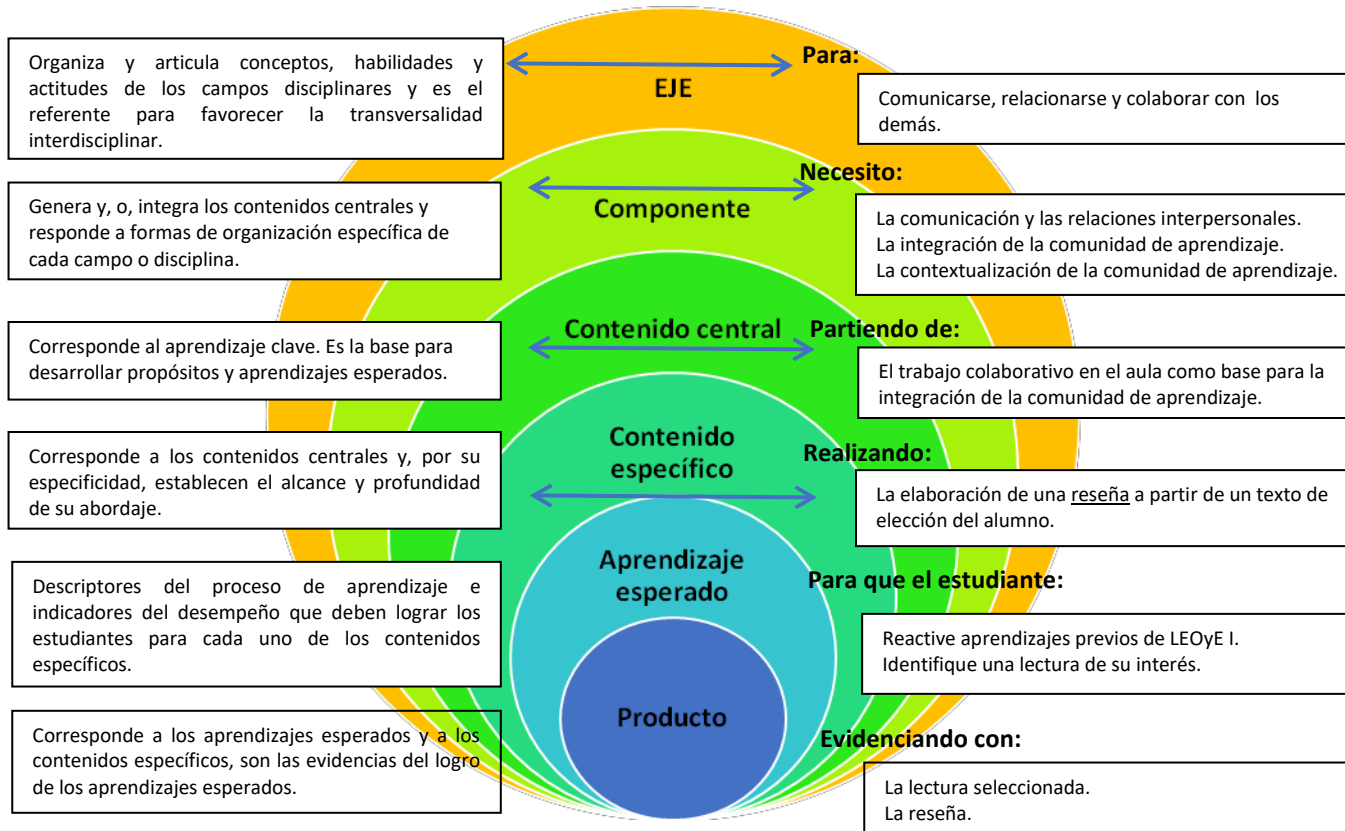 Organiza y articula conceptos, habilidades y
actitudes de los campos disciplinares y es el
referente para favorecer la transversalidad
interdisciplinar.
EJE
Para:
Comunicarse, relacionarse y colaborar con los
demás.
Genera y, o, integra los contenidos centrales y
responde a formas de organización específica de
cada campo o disciplina.
Componente
Necesito:
La comunicación y las relaciones interpersonales.
La integración de la comunidad de aprendizaje.
La contextualización de la comunidad de aprendizaje.
Corresponde al aprendizaje clave. Es la base para
desarrollar propósitos y aprendizajes esperados.
Contenido central
Partiendo de:
El trabajo colaborativo en el aula como base para la
integración de la comunidad de aprendizaje.
Corresponde a los contenidos centrales y, por su
especificidad, establecen el alcance y profundidad
de su abordaje.
Contenido
específico
Realizando:
La elaboración de una reseña a partir de un texto de
elección del alumno.
Descriptores del proceso de aprendizaje e
indicadores del desempeño que deben lograr los
estudiantes para cada uno de los contenidos
específicos.
Aprendizaje
esperado
Para que el estudiante:
Reactive aprendizajes previos de LEOyE I.
Identifique una lectura de su interés.
Corresponde a los aprendizajes esperados y a los
contenidos específicos, son las evidencias del logro
de los aprendizajes esperados.
Producto
Evidenciando con:
La lectura seleccionada.
La reseña.